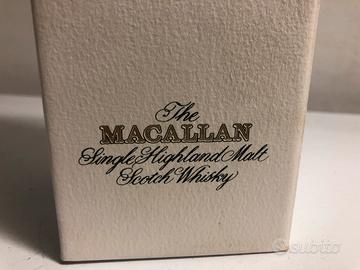 The
MACALLAN
Single Highland Malt
Scotch Whisky
subito